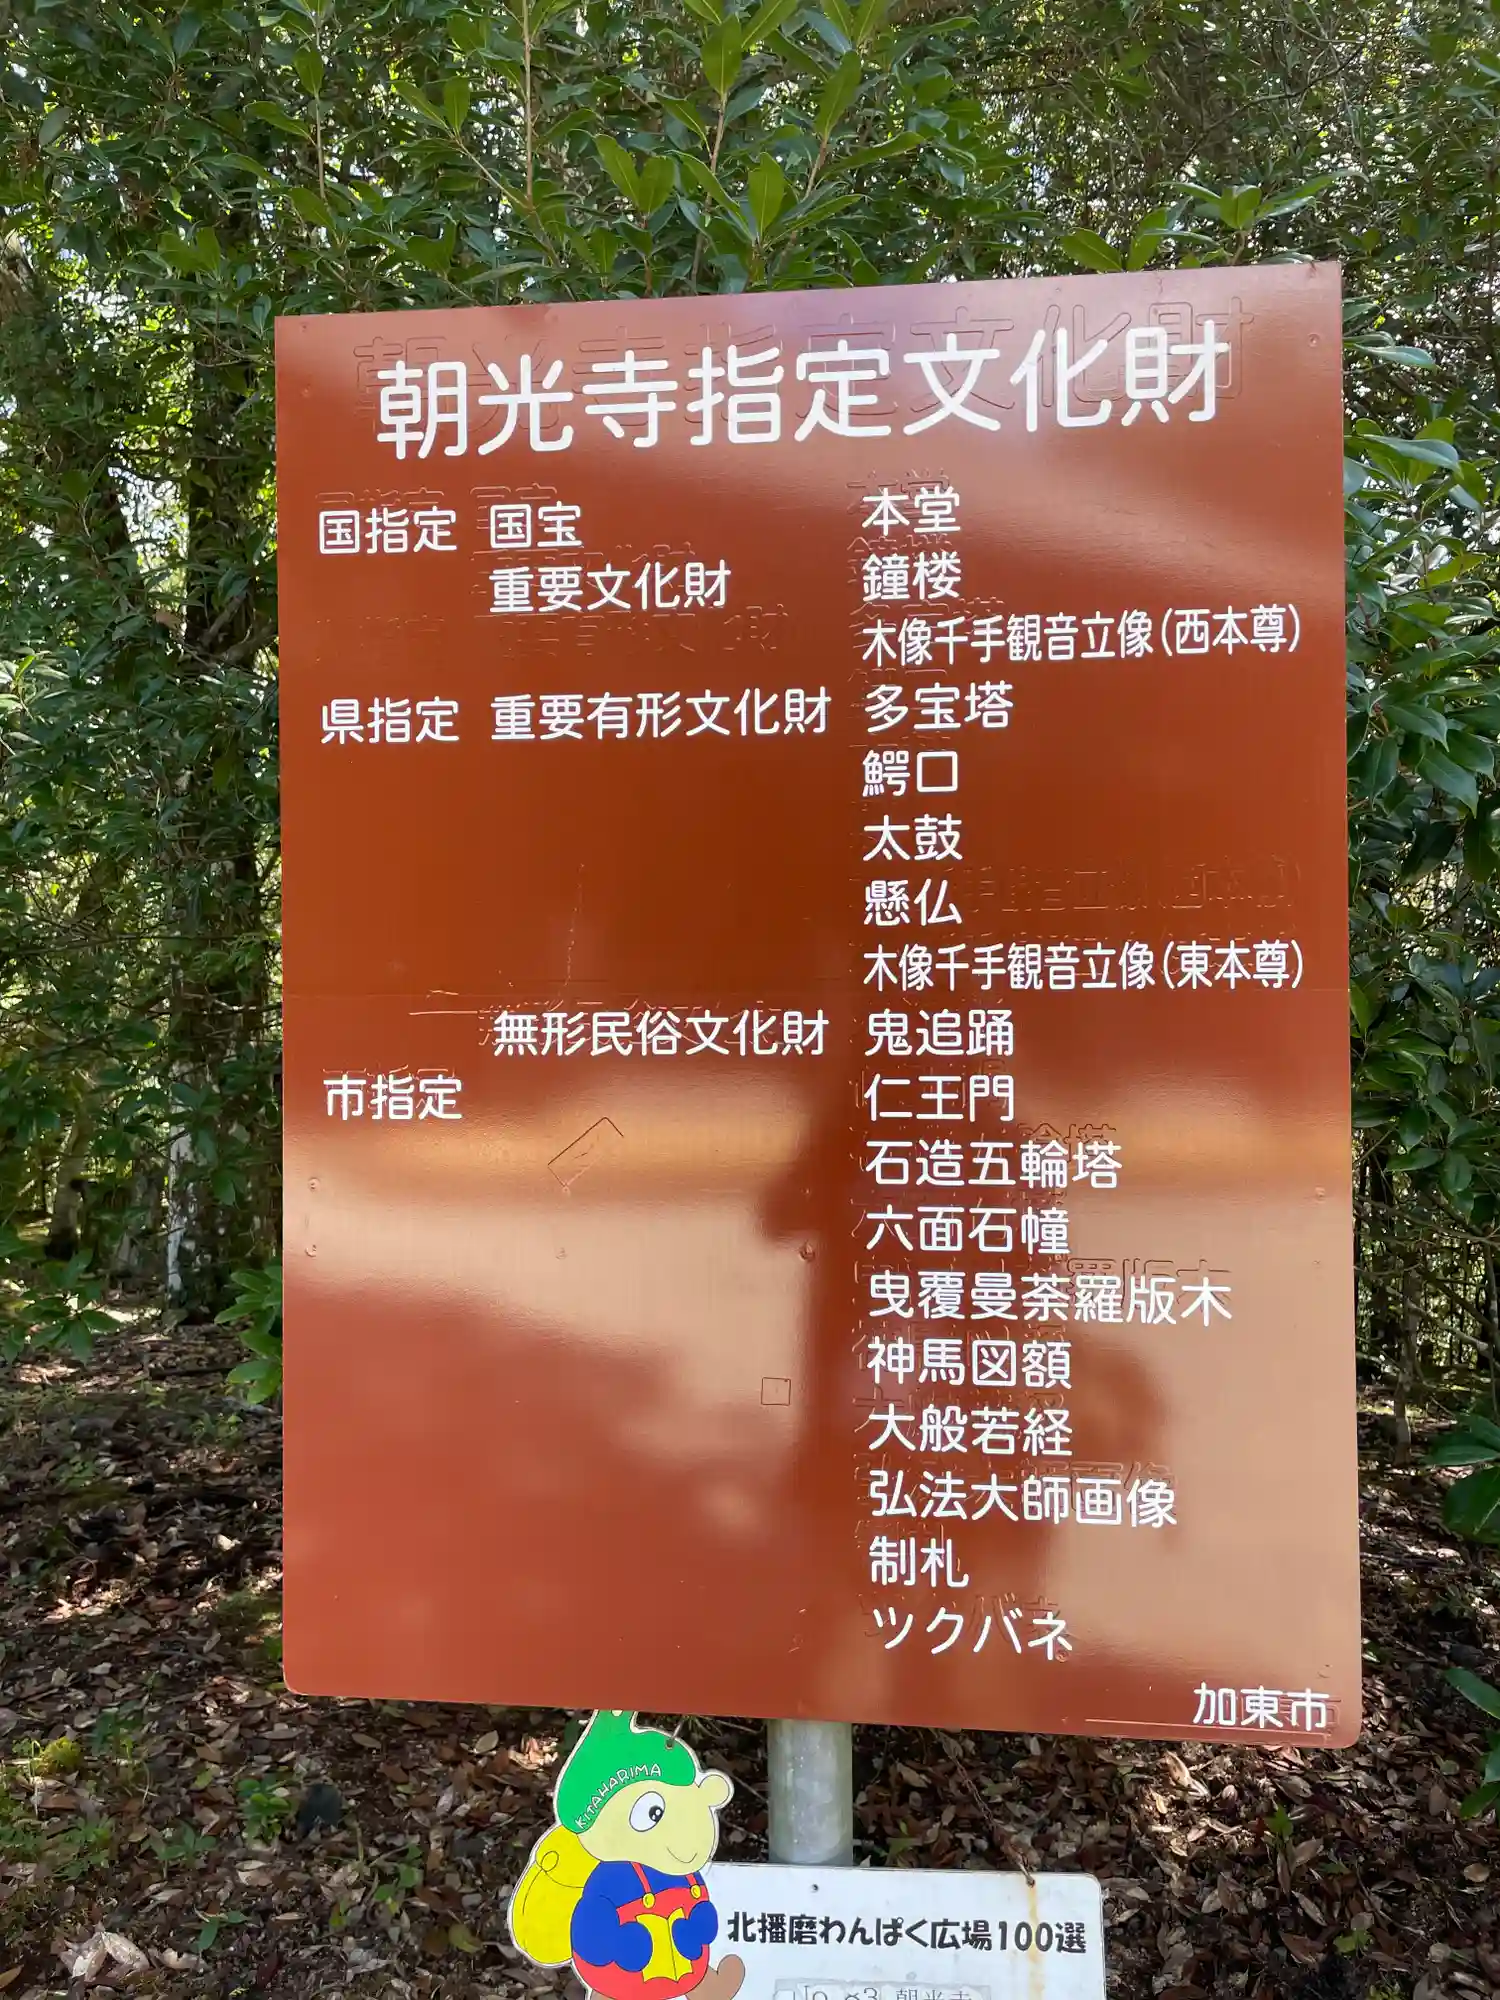 朝光寺指定文化財
国指定 国宝 本堂
重要文化財 鐘楼
木像千手観音立像(西本尊)
県指定 重要有形文化財 多宝塔
鰐口
太鼓
懸仏
木像千手観音立像(東本尊)
無形民俗文化財 鬼追踊
市指定 仁王門
石造五輪塔
六面石幢
曳覆曼荼羅版木
神馬図額
大般若経
弘法大師画像
制札
ツクバネ
加東市
KITAHARIMA
北播磨わんぱく広場100選
朝光寺